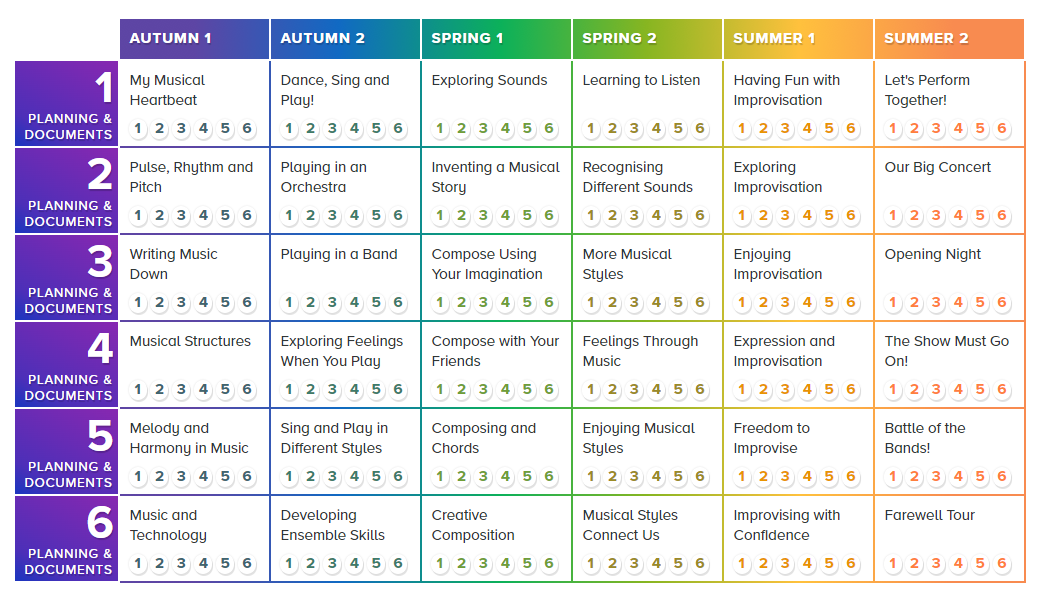 AUTUMN 1 AUTUMN 2 SPRING 1 SPRING 2 SUMMER 1 SUMMER 2
1
PLANNING &
DOCUMENTS
My Musical
Heartbeat
1 2 3 4 5 6
Dance, Sing and
Play!
1 2 3 4 5 6
Exploring Sounds
1 2 3 4 5 6
Learning to Listen
1 2 3 4 5 6
Having Fun with
Improvisation
1 2 3 4 5 6
Let's Perform
Together!
1 2 3 4 5 6
2
PLANNING &
DOCUMENTS
Pulse, Rhythm and
Pitch
1 2 3 4 5 6
Playing in an
Orchestra
1 2 3 4 5 6
Inventing a Musical
Story
1 2 3 4 5 6
Recognising
Different Sounds
1 2 3 4 5 6
Exploring
Improvisation
1 2 3 4 5 6
Our Big Concert
1 2 3 4 5 6
3
PLANNING &
DOCUMENTS
Writing Music
Down
1 2 3 4 5 6
Playing in a Band
1 2 3 4 5 6
Compose Using
Your Imagination
1 2 3 4 5 6
More Musical
Styles
1 2 3 4 5 6
Enjoying
Improvisation
1 2 3 4 5 6
Opening Night
1 2 3 4 5 6
4
PLANNING &
DOCUMENTS
Musical Structures
1 2 3 4 5 6
Exploring Feelings
When You Play
1 2 3 4 5 6
Compose with Your
Friends
1 2 3 4 5 6
Feelings Through
Music
1 2 3 4 5 6
Expression and
Improvisation
1 2 3 4 5 6
The Show Must Go
On!
1 2 3 4 5 6
5
PLANNING &
DOCUMENTS
Melody and
Harmony in Music
1 2 3 4 5 6
Sing and Play in
Different Styles
1 2 3 4 5 6
Composing and
Chords
1 2 3 4 5 6
Enjoying Musical
Styles
1 2 3 4 5 6
Freedom to
Improvise
1 2 3 4 5 6
Battle of the
Bands!
1 2 3 4 5 6
6
PLANNING &
DOCUMENTS
Music and
Technology
1 2 3 4 5 6
Developing
Ensemble Skills
1 2 3 4 5 6
Creative
Composition
1 2 3 4 5 6
Musical Styles
Connect Us
1 2 3 4 5 6
Improvising with
Confidence
1 2 3 4 5 6
Farewell Tour
1 2 3 4 5 6